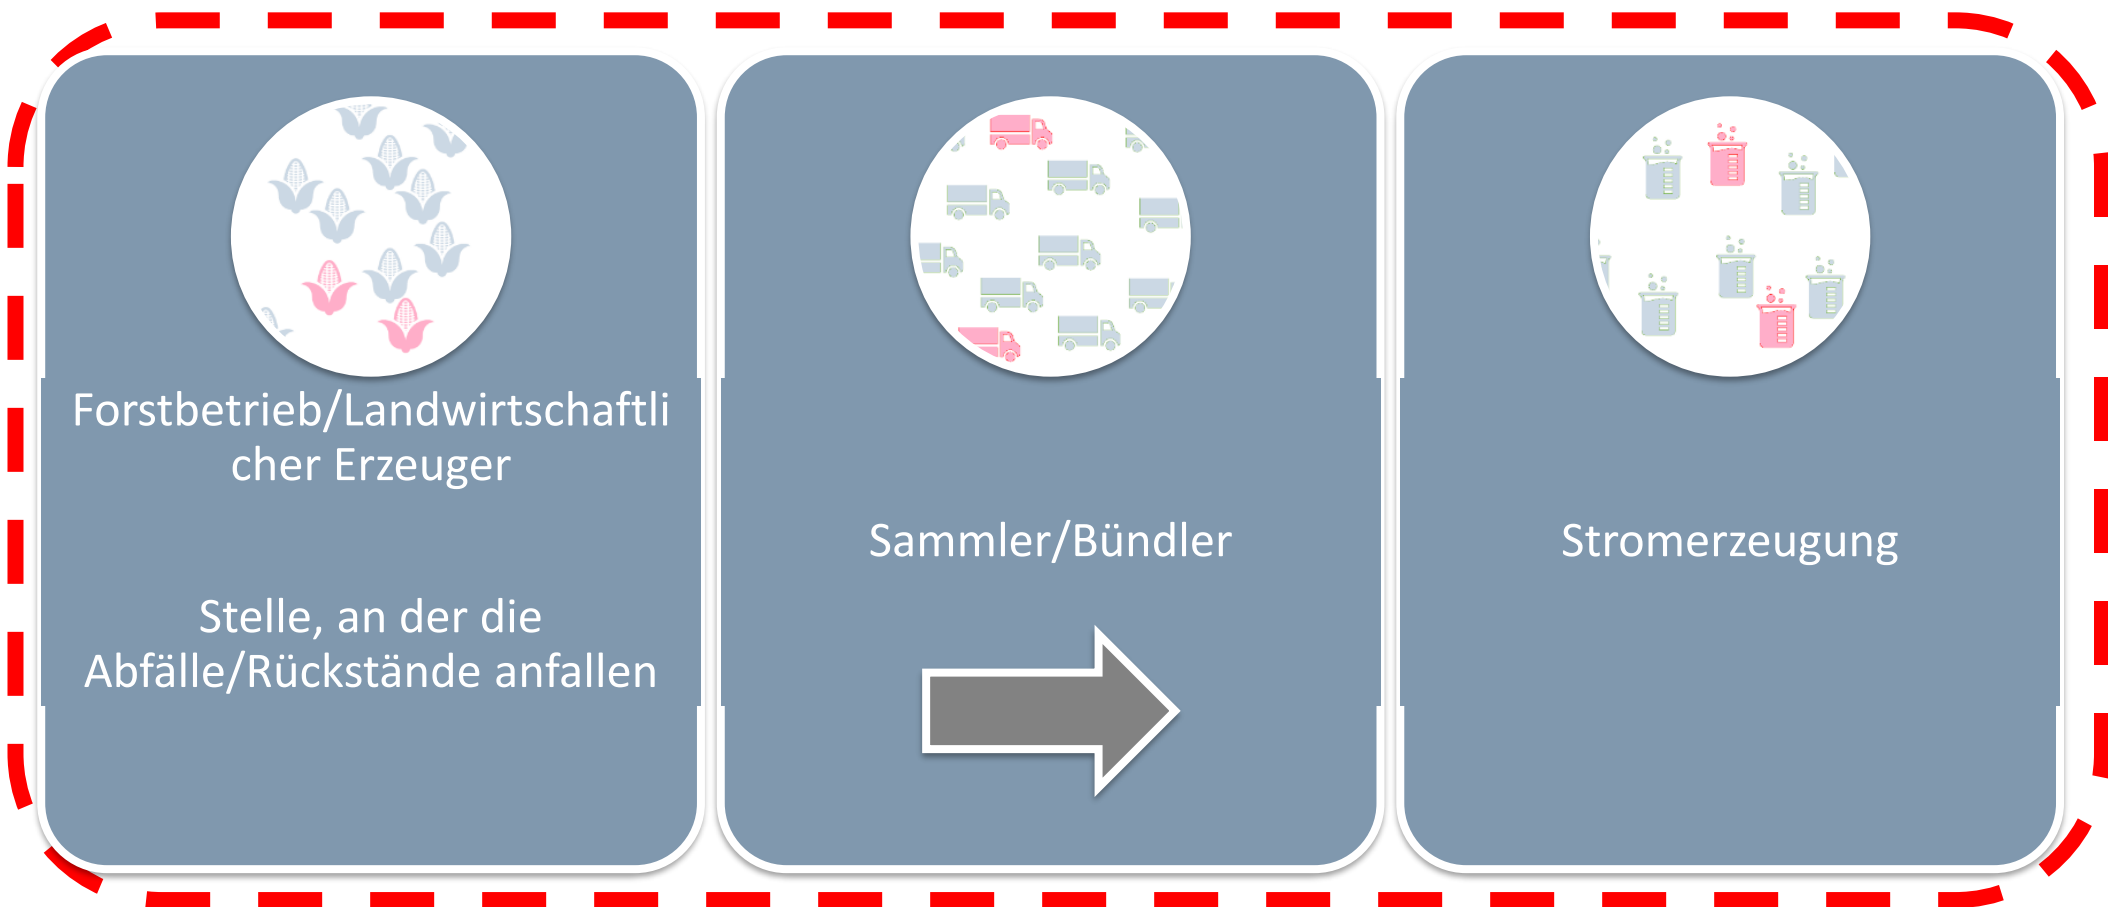 Forstbetrieb/Landwirtschaftli
cher Erzeuger
Stelle, an der die
Abfälle/Rückstände anfallen
Sammler/Bündler
Stromerzeugung